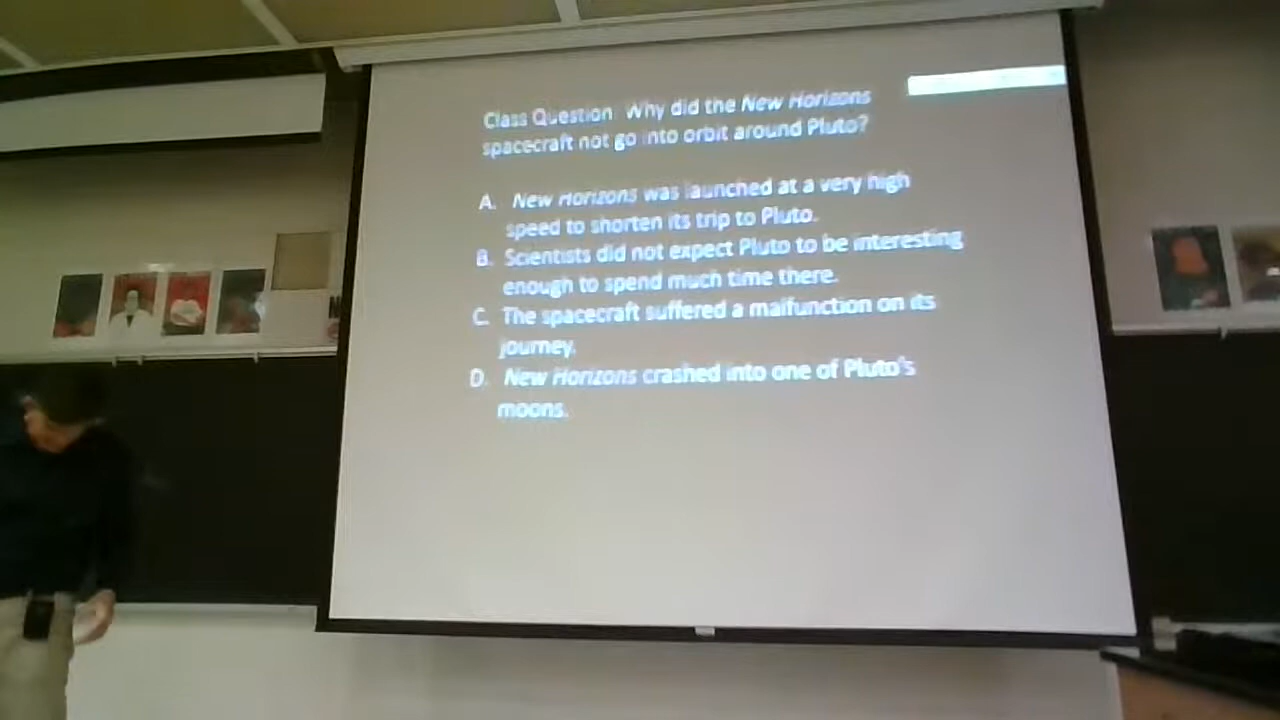 Class Question: Why did the New Horizons
spacecraft not go into orbit around Pluto?
A. New Horizons was launched at a very high
speed to shorten its trip to Pluto.
B. Scientists did not expect Pluto to be interesting
enough to spend much time there.
C. The spacecraft suffered a malfunction on its
journey.
D. New Horizons crashed into one of Pluto's
moons.